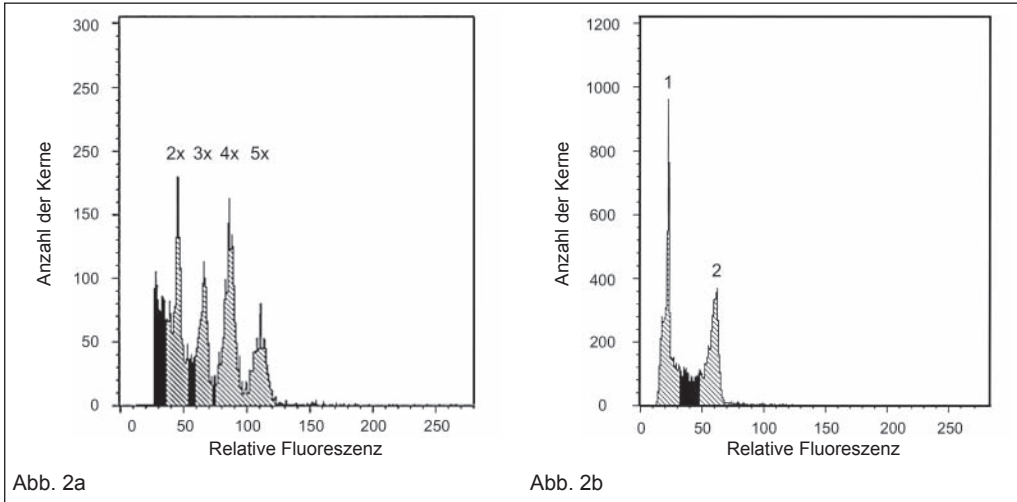 300
250
200
150
100
50
0
Anzahl der Kerne
2x 3x 4x 5x
0 50 100 150 200 250
Relative Fluoreszenz
Abb. 2a
1200
1000
800
600
400
200
0
Anzahl der Kerne
1
2
0 50 100 150 200 250
Relative Fluoreszenz
Abb. 2b